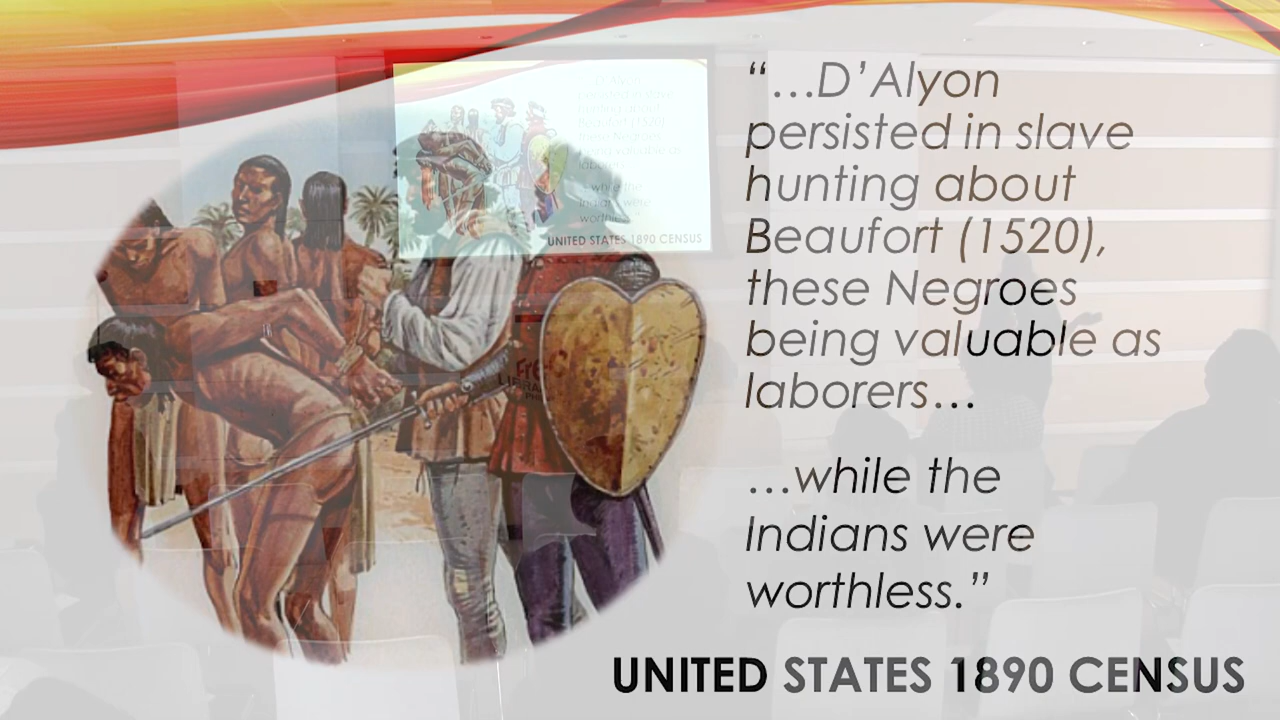 “…D’Alyon
persisted in slave
hunting about
Beaufort (1520),
these Negroes
being valuable as
laborers…
…while the
Indians were
worthless.”
UNITED STATES 1890 CENSUS
UNITED STATES 1890 CENSUS